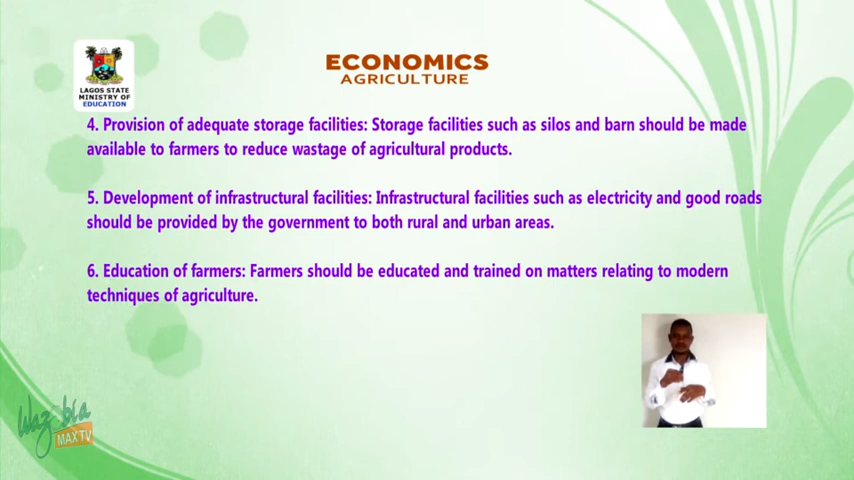 ECONOMICS
AGRICULTURE
LAGOS STATE
MINISTRY OF
EDUCATION
4. Provision of adequate storage facilities: Storage facilities such as silos and barn should be made
available to farmers to reduce wastage of agricultural products.
5. Development of infrastructural facilities: Infrastructural facilities such as electricity and good roads
should be provided by the government to both rural and urban areas.
6. Education of farmers: Farmers should be educated and trained on matters relating to modern
techniques of agriculture.
Wazobia
MAX TV